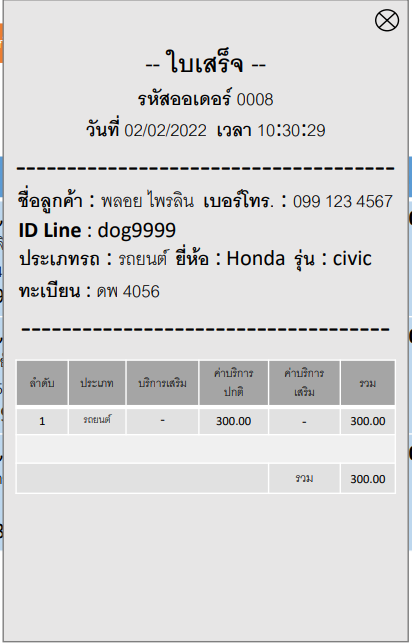 -- ใบเสร็จ --
รหัสออเดอร์ 0008
วันที่ 02/02/2022 เวลา 10:30:29
ชื่อลูกค้า : พลอย ไพรลิน เบอร์โทร. : 099 123 4567
ID Line : dog9999
ประเภทรถ : รถยนต์ ยี่ห้อ : Honda รุ่น : civic
ทะเบียน : ดพ 4056
ลำดับ ประเภท บริการเสริม ค่าบริการปกติ ค่าบริการเสริม รวม
1 รถยนต์ - 300.00 - 300.00
รวม 300.00